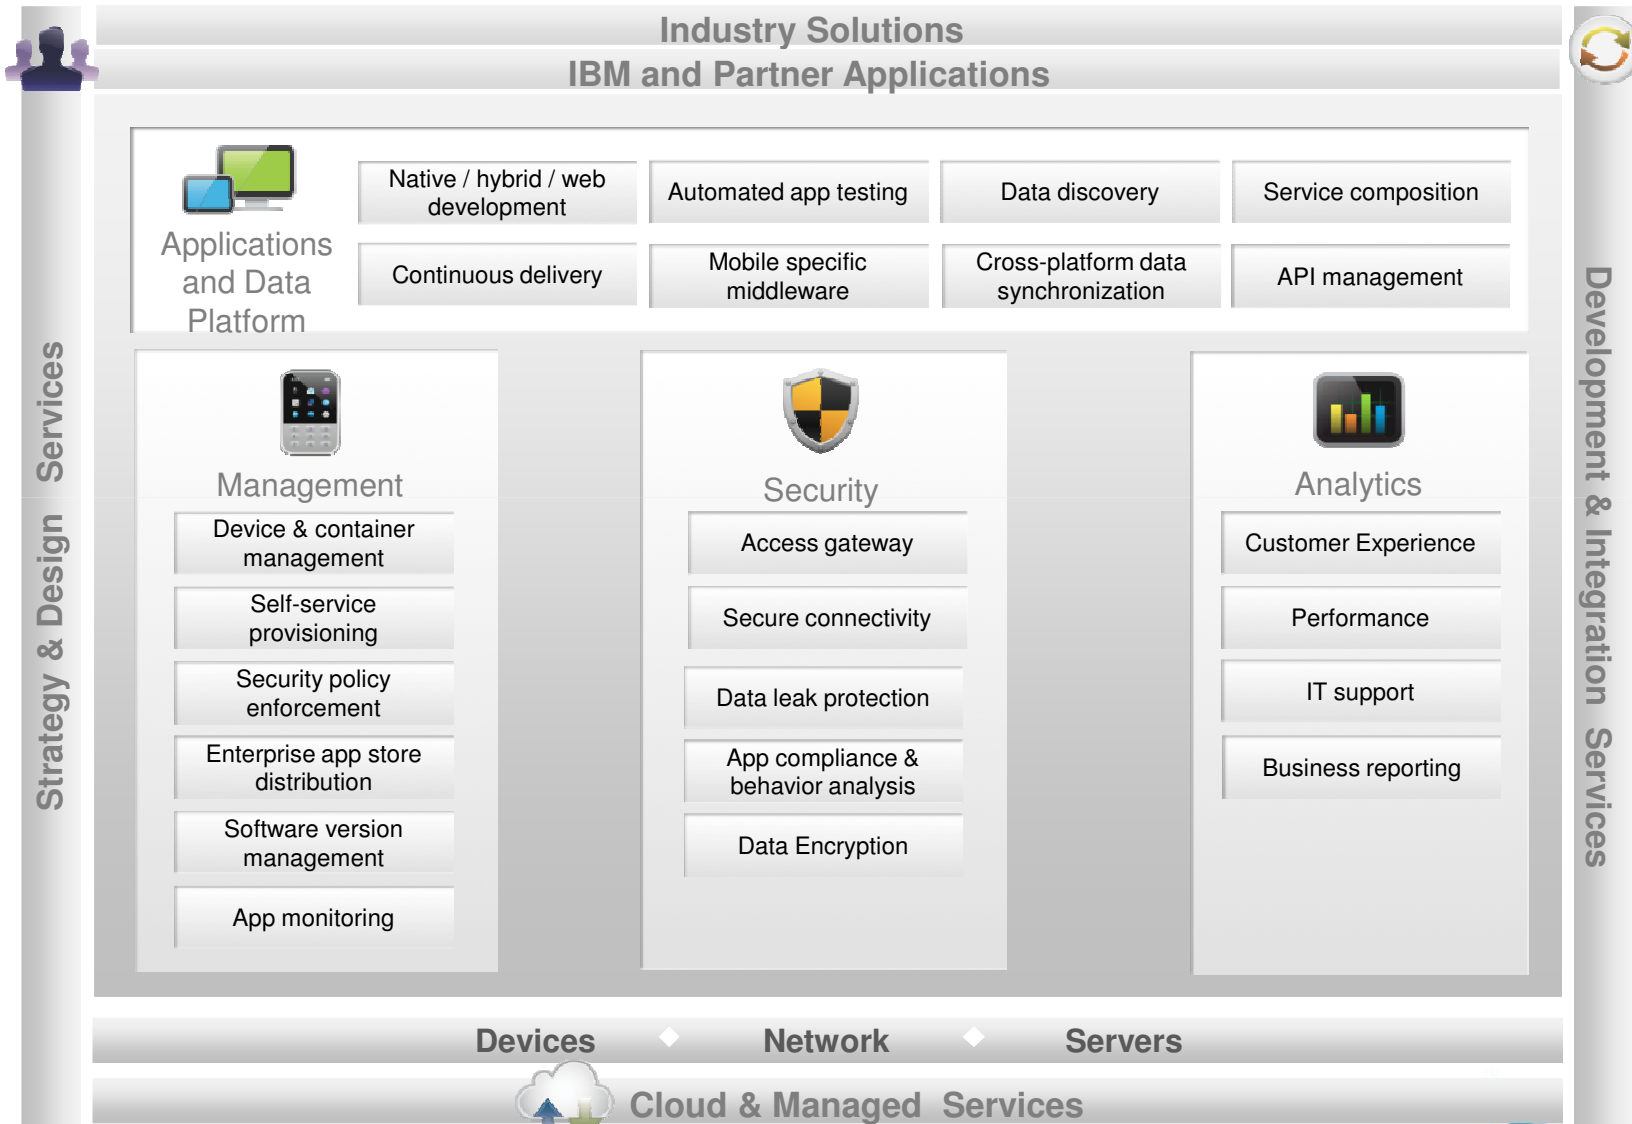 Industry Solutions
IBM and Partner Applications
Applications
and Data
Platform
Native / hybrid / web
development
Automated app testing
Data discovery
Service composition
Continuous delivery
Mobile specific
middleware
Cross-platform data
synchronization
API management
Management
Device & container
management
Self-service
provisioning
Security policy
enforcement
Enterprise app store
distribution
Software version
management
App monitoring
Security
Access gateway
Secure connectivity
Data leak protection
App compliance &
behavior analysis
Data Encryption
Analytics
Customer Experience
Performance
IT support
Business reporting
Strategy & Design Services
Development & Integration Services
Devices Network Servers
Cloud & Managed Services